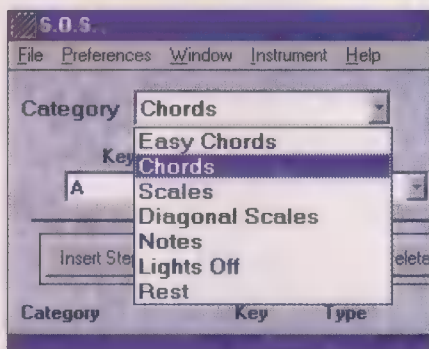 S.O.S.
File Preferences Window Instrument Help
Category Chords
Easy Chords
Key Chords
A Scales
Diagonal Scales
Notes
Insert Ste Lights Off elete
Rest
Category Key Type